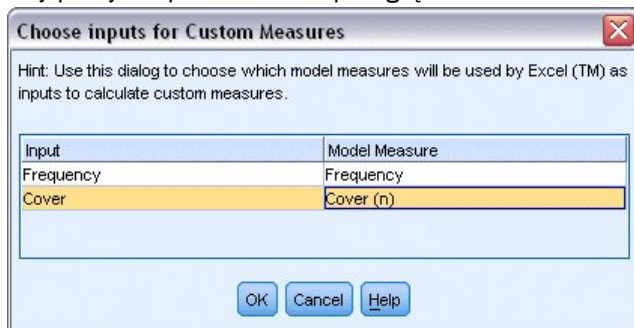 Choose inputs for Custom Measures
Hint: Use this dialog to choose which model measures will be used by Excel (TM) as
inputs to calculate custom measures.
Input Model Measure
Frequency Frequency
Cover Cover (n)
OK Cancel Help